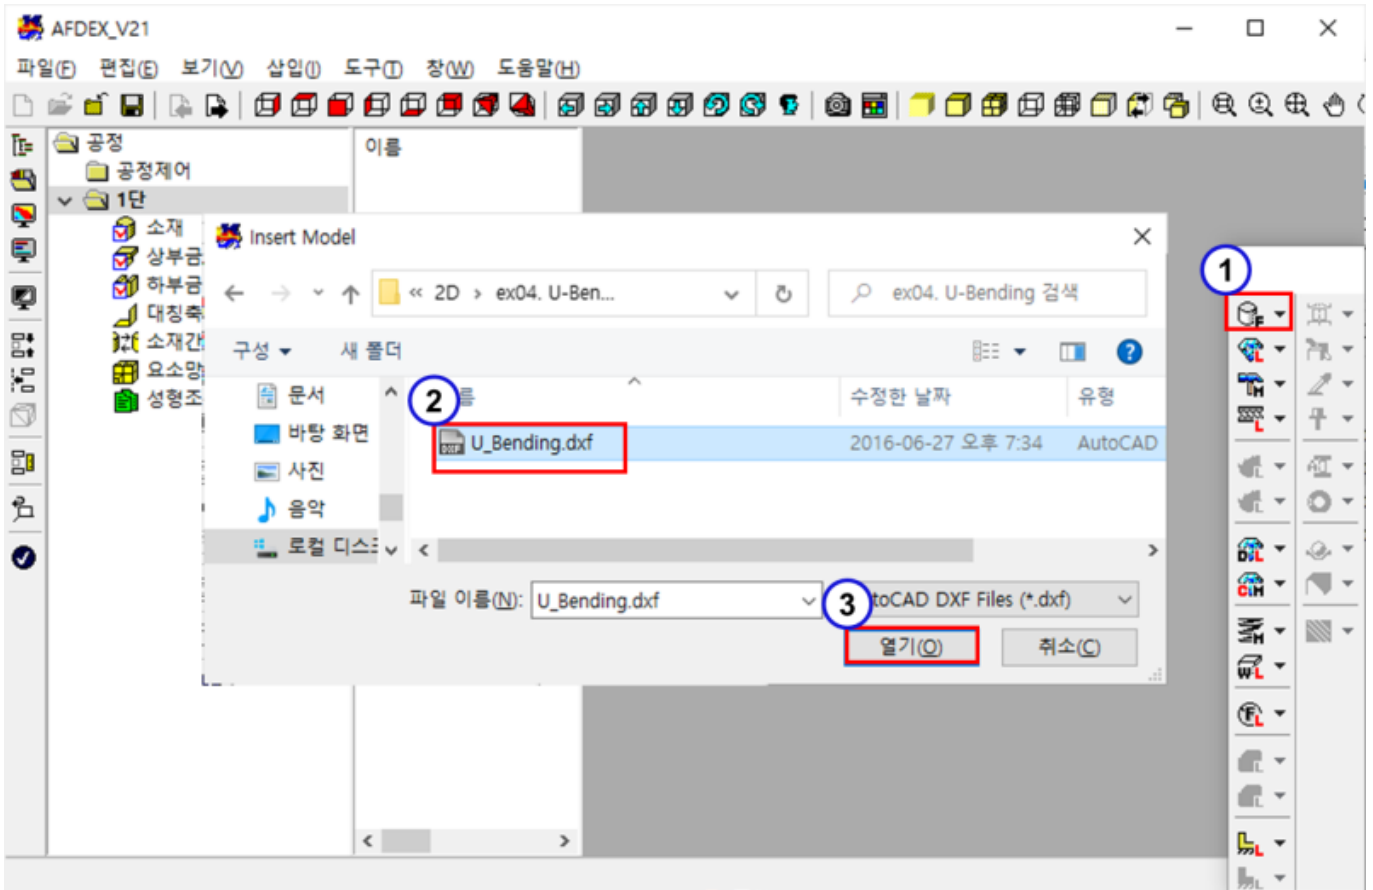 AFDEX_V21
파일(F) 편집(E) 보기(V) 삽입(I) 도구(T) 창(W) 도움말(H)
공정
공정제어
1단
소재
상부금
하부금
대칭축
소재간
요소망
성형조
이름
Insert Model
« 2D > ex04. U-Ben...
ex04. U-Bending 검색
구성 새 폴더
문서
바탕 화면
사진
음악
로컬 디스크
2
름 수정한 날짜 유형
U_Bending.dxf 2016-06-27 오후 7:34 AutoCAD
파일 이름(N): U_Bending.dxf
3
toCAD DXF Files (*.dxf)
열기(O) 취소(C)
1